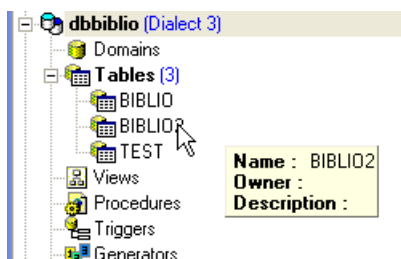 dbbiblio (Dialect 3)
Domains
Tables (3)
BIBLIO
BIBLIO2
TEST
Views
Procedures
Triggers
Generators
Name : BIBLIO2
Owner :
Description :